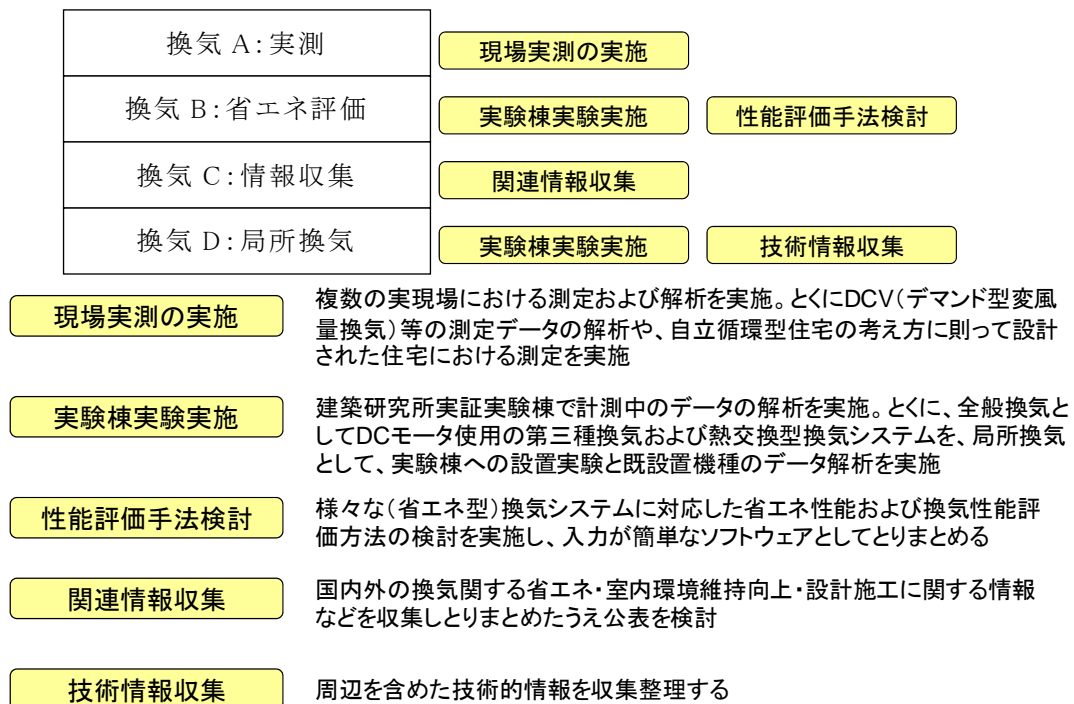 換気 A:実測
現場実測の実施
換気 B:省エネ評価
実験棟実験実施
性能評価手法検討
換気 C:情報収集
関連情報収集
換気 D:局所換気
実験棟実験実施
技術情報収集
現場実測の実施
複数の実現場における測定および解析を実施。とくにDCV(デマンド型変風
量換気)等の測定データの解析や、自立循環型住宅の考え方に則って設計
された住宅における測定を実施
実験棟実験実施
建築研究所実証実験棟で計測中のデータの解析を実施。とくに、全般換気と
してDCモータ使用の第三種換気および熱交換型換気システムを、局所換気
として、実験棟への設置実験と既設置機種のデータ解析を実施
性能評価手法検討
様々な(省エネ型)換気システムに対応した省エネ性能および換気性能評
価方法の検討を実施し、入力が簡単なソフトウェアとしてとりまとめる
関連情報収集
国内外の換気関する省エネ・室内環境維持向上・設計施工に関する情報
などを収集しとりまとめたうえ公表を検討
技術情報収集
周辺を含めた技術的情報を収集整理する